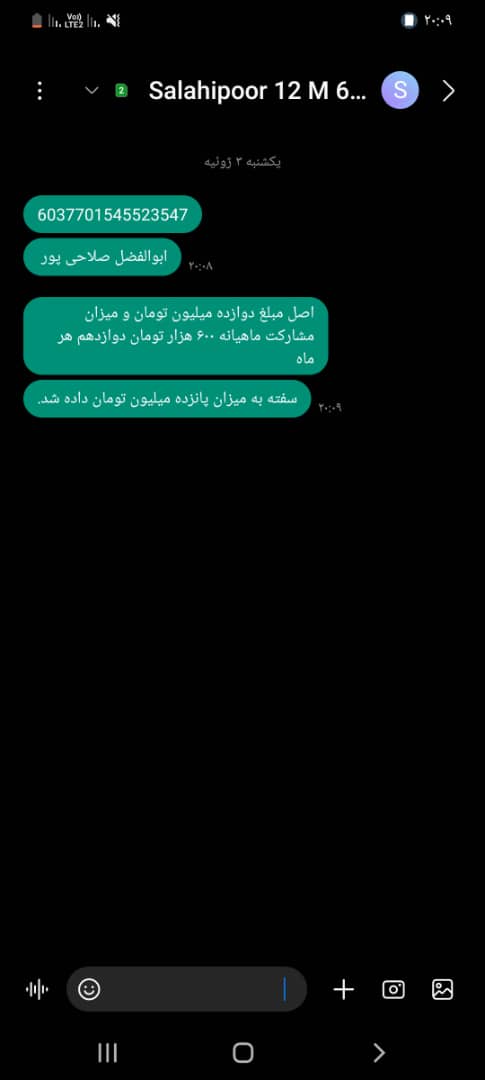 ۲۰:۰۹
VoI) LTE2
2
Salahipoor 12 M 6...
S
یکشنبه ۳ ژوئیه
6037701545523547
ابوالفضل صلاحی پور
۲۰:۰۸
اصل مبلغ دوازده میلیون تومان و میزان
مشارکت ماهیانه ۶۰۰ هزار تومان دوازدهم هر
ماه
سفته به میزان پانزده میلیون تومان داده شد.
۲۰:۰۹